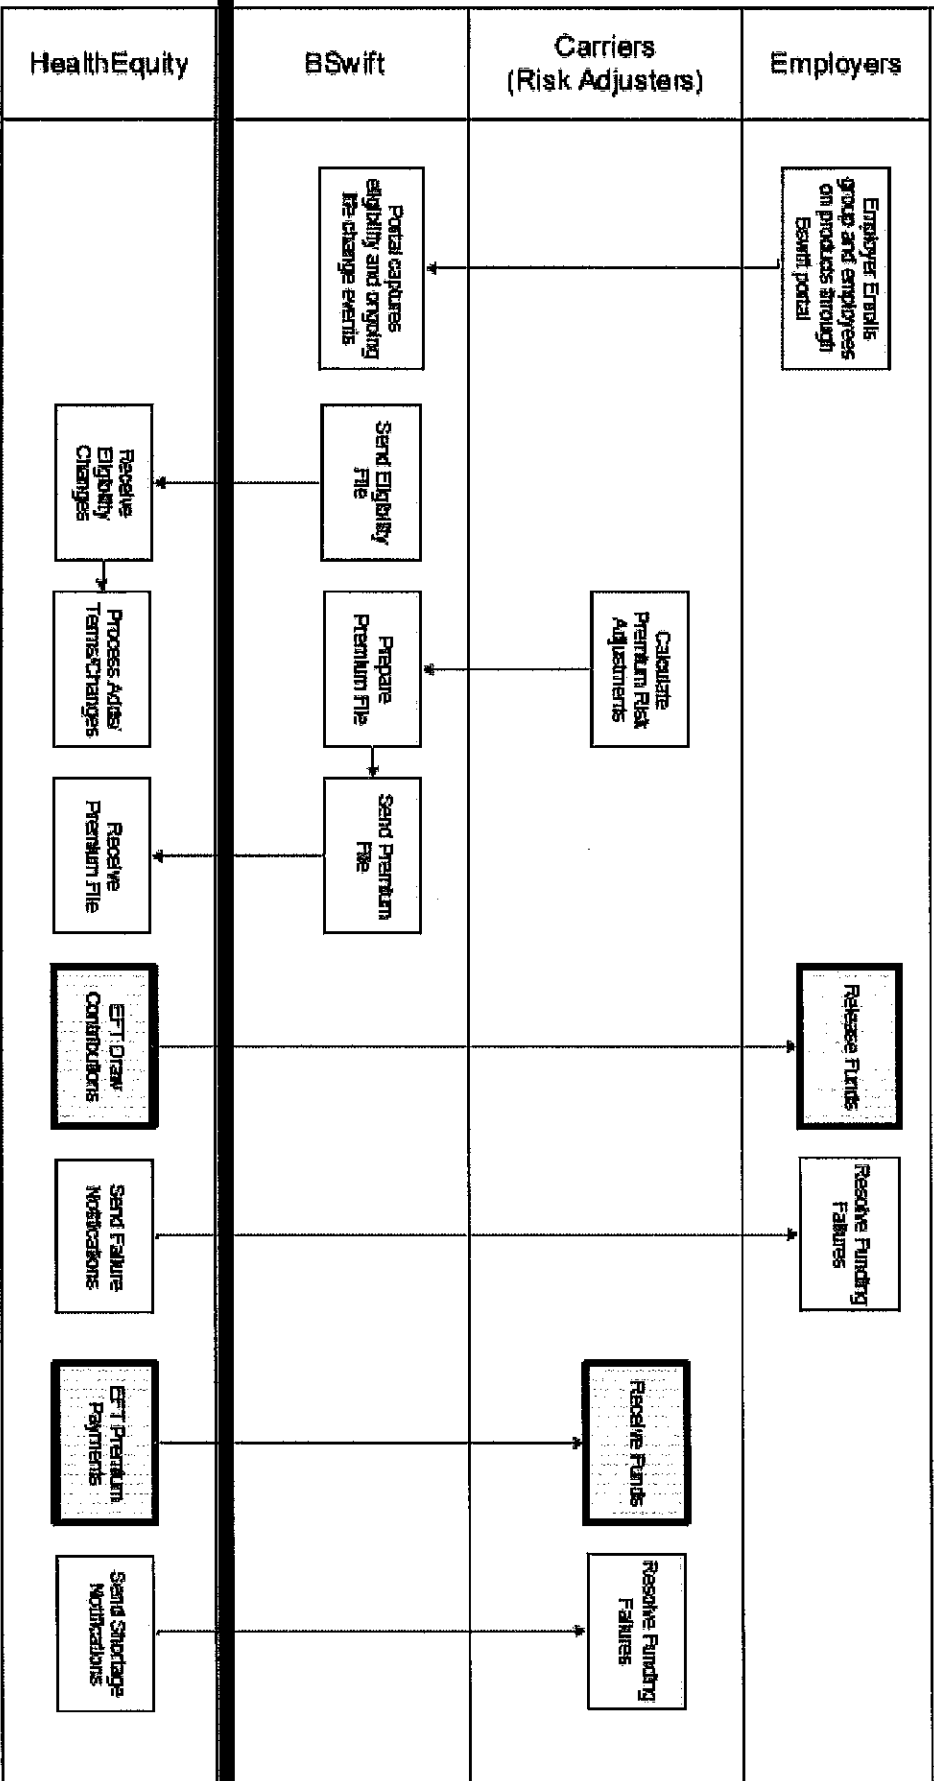 HealthEquity
BSwift
Carriers
(Risk Adjusters)
Employers
Employer Enrolls
group and employees
on products through
Bswift portal
Portal captures
eligibility and ongoing
life change events
Send Eligibility
File
Receive
Eligibility
Changes
Process Adds/
Terms/Changes
Calculate
Premium Risk
Adjustments
Prepare
Premium File
Send Premium
File
Receive
Premium File
EFT Draw
Contributions
Release Funds
Send Failure
Notifications
Resolve Funding
Failures
EFT Premium
Payments
Receive Funds
Send Shortage
Notifications
Resolve Funding
Failures